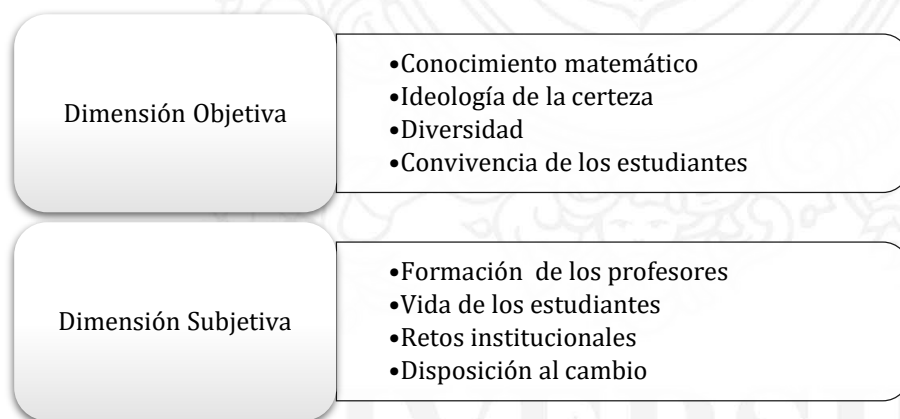 Dimensión Objetiva
•Conocimiento matemático
•Ideología de la certeza
•Diversidad
•Convivencia de los estudiantes
Dimensión Subjetiva
•Formación de los profesores
•Vida de los estudiantes
•Retos institucionales
•Disposición al cambio